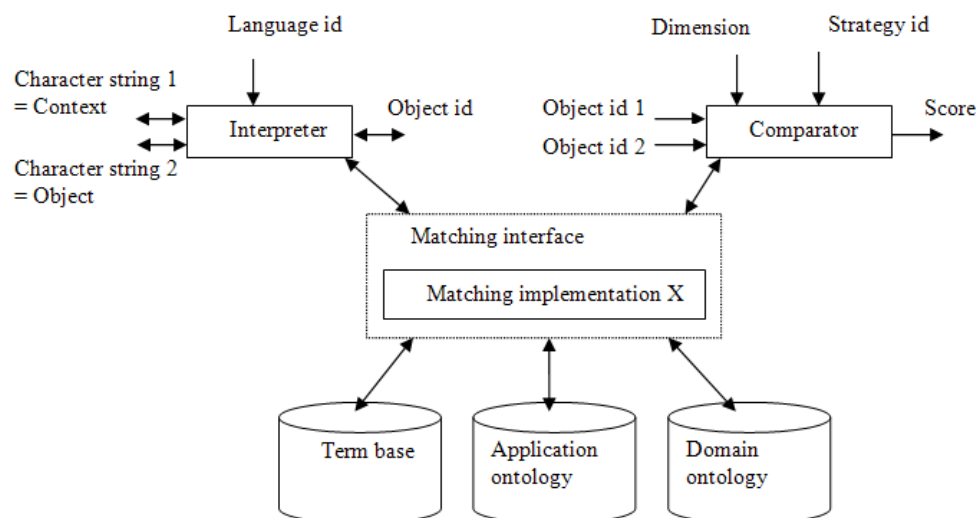 Language id
Dimension
Strategy id
Character string 1
= Context
Interpreter
Object id
Character string 2
= Object
Object id 1
Object id 2
Comparator
Score
Matching interface
Matching implementation X
Term base
Application
ontology
Domain
ontology